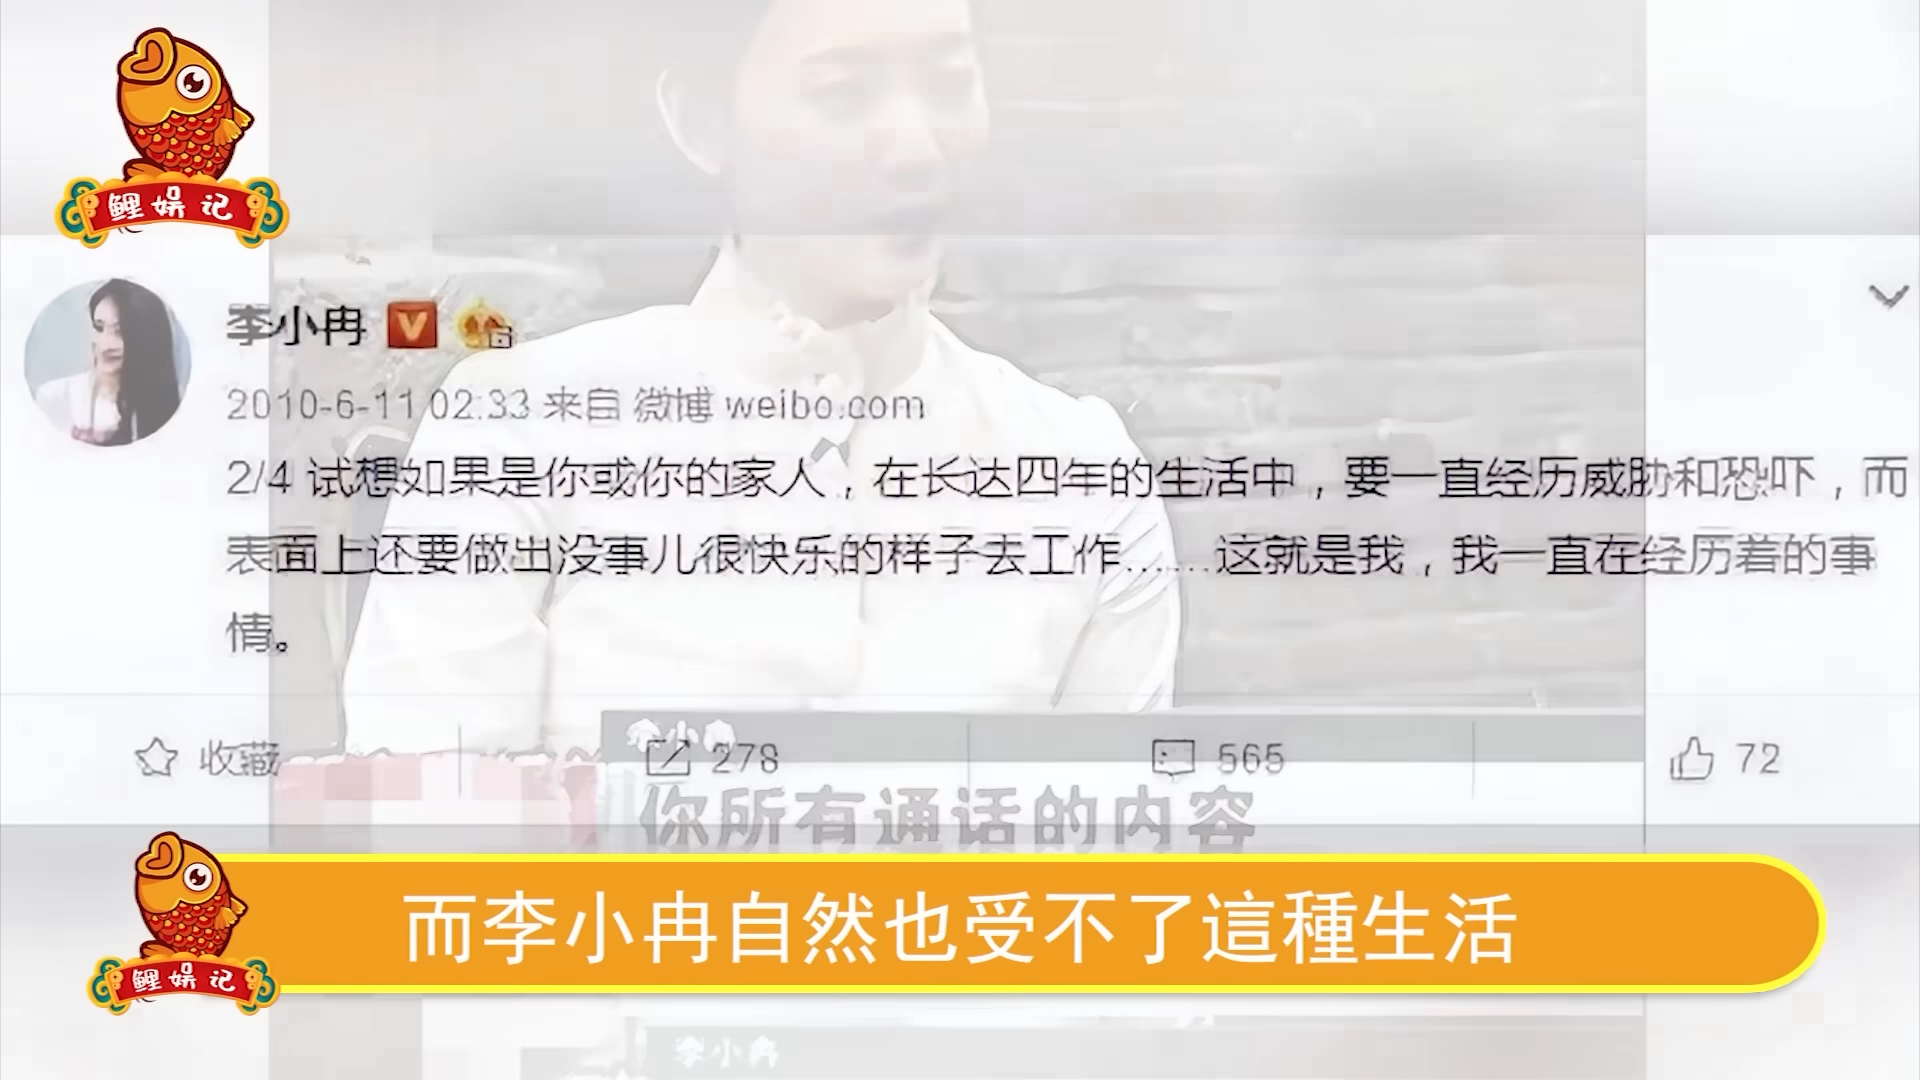 鲤娱记
李小冉
2010-6-11 02:33 来自 微博 weibo.com
2/4 试想如果是你或你的家人，在长达四年的生活中，要一直经历威胁和恐吓，而
表面上还要做出没事儿很快乐的样子去工作……这就是我，我一直在经历着的事
情。
李小冉
收藏
278
565
72
你所有通话的内容
而李小冉自然也受不了這種生活
鲤娱记
李小冉